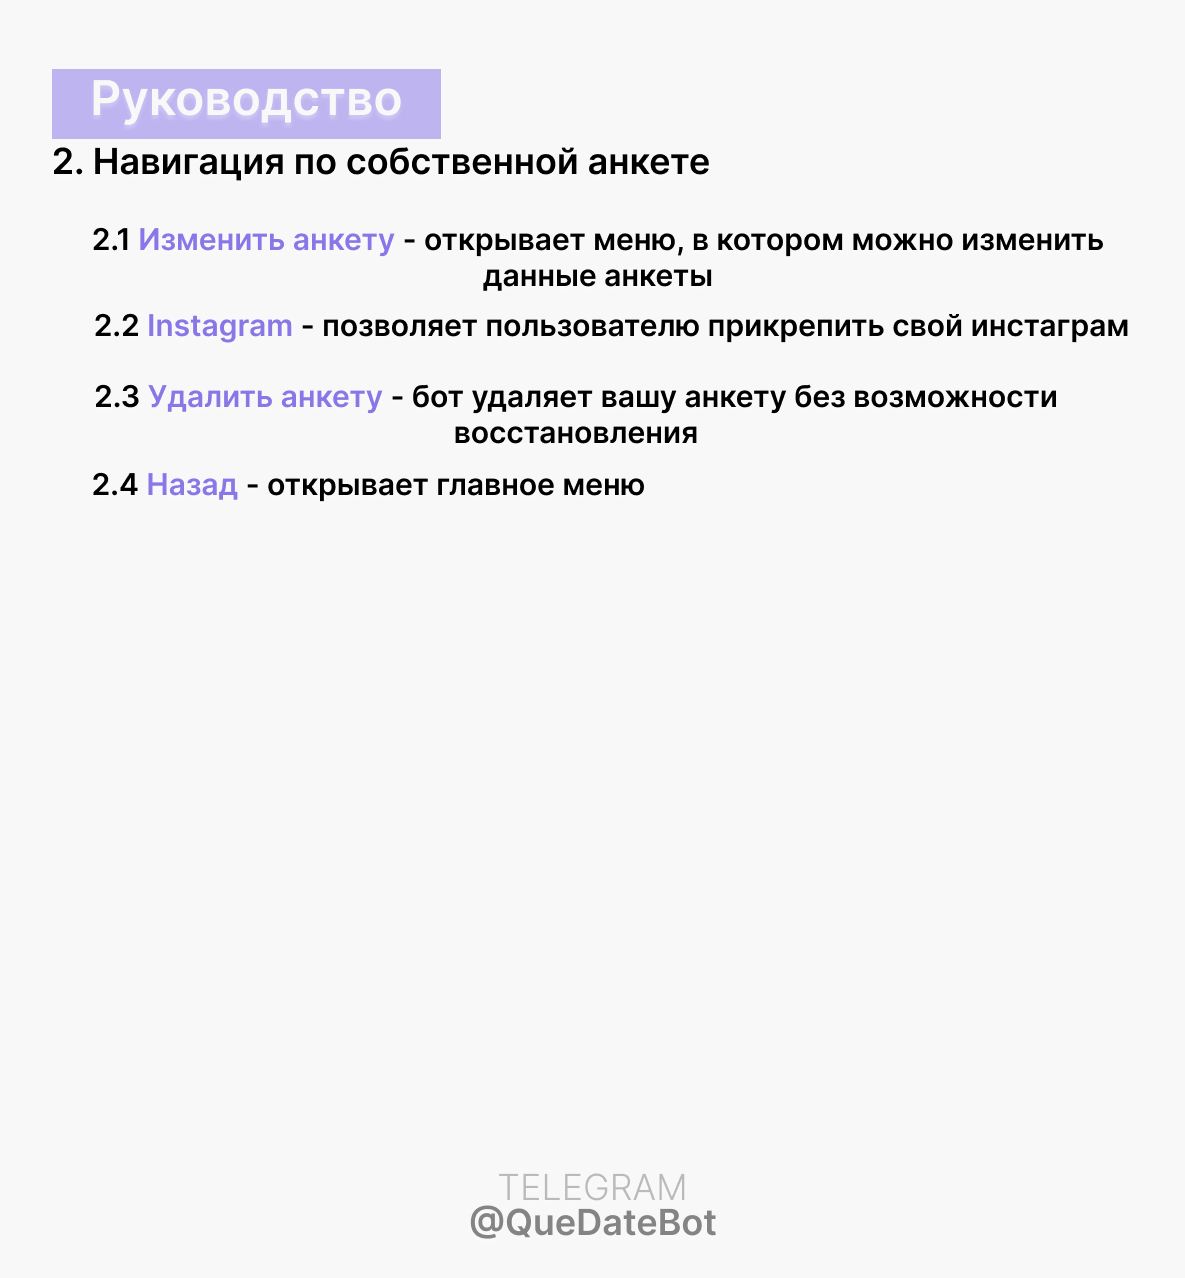 Руководство
2. Навигация по собственной анкете
2.1 Изменить анкету - открывает меню, в котором можно изменить
данные анкеты
2.2 Instagram - позволяет пользователю прикрепить свой инстаграм
2.3 Удалить анкету - бот удаляет вашу анкету без возможности
восстановления
2.4 Назад - открывает главное меню
TELEGRAM
@QueDateBot